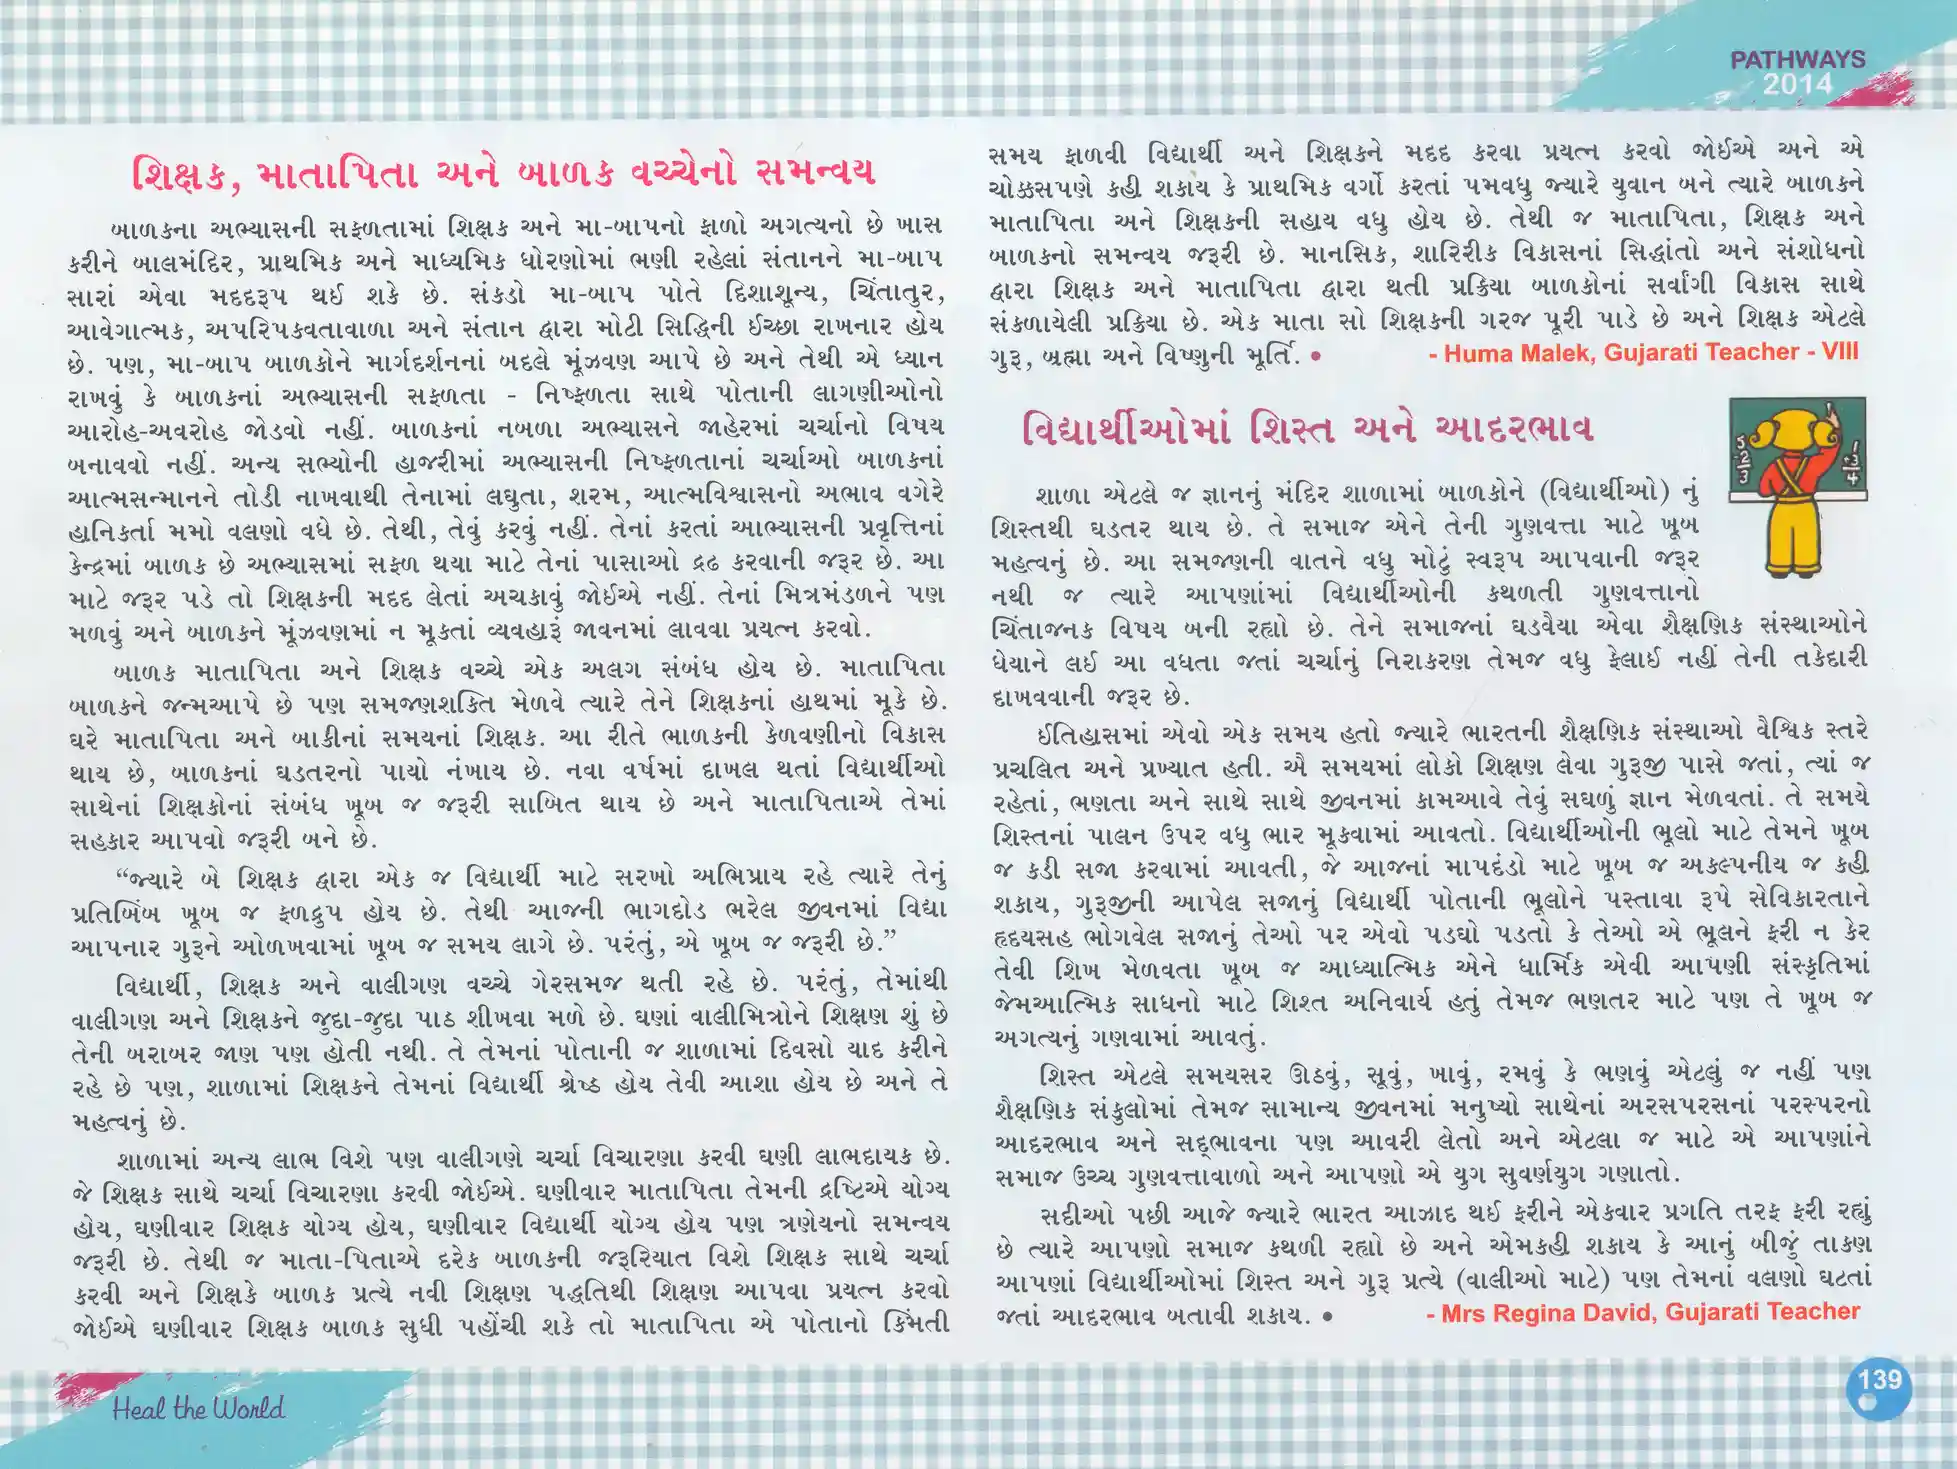 PATHWAYS
2014
શિક્ષક, માતાપિતા અને બાળક વચ્ચેનો સમન્વય
બાળકના અભ્યાસની સફળતામાં શિક્ષક અને મા-બાપનો ફાળો અગત્યનો છે ખાસ
કરીને બાલમંદિર, પ્રાથમિક અને માધ્યમિક ધોરણોમાં ભણી રહેલાં સંતાનને મા-બાપ
સારાં એવા મદદરૂપ થઈ શકે છે. સંકડો મા-બાપ પોતે દિશાશૂન્ય, ચિંતાતુર,
આવેગાત્મક, અપરિપકવતાવાળા અને સંતાન દ્વારા મોટી સિદ્ધિની ઈચ્છા રાખનાર હોય
છે. પણ, મા-બાપ બાળકોને માર્ગદર્શનનાં બદલે મૂંઝવણ આપે છે અને તેથી એ ધ્યાન
રાખવું કે બાળકનાં અભ્યાસની સફળતા - નિષ્ફળતા સાથે પોતાની લાગણીઓનો
આરોહ-અવરોહ જોડવો નહીં. બાળકનાં નબળા અભ્યાસને જાહેરમાં ચર્ચાનો વિષય
બનાવવો નહીં. અન્ય સભ્યોની હાજરીમાં અભ્યાસની નિષ્ફળતાનાં ચર્ચાઓ બાળકનાં
આત્મસન્માનને તોડી નાખવાથી તેનામાં લઘુતા, શરમ, આત્મવિશ્વાસનો અભાવ વગેરે
હાનિકર્તા મમો વલણો વધે છે. તેથી, તેવું કરવું નહીં. તેનાં કરતાં આભ્યાસની પ્રવૃત્તિનાં
કેન્દ્રમાં બાળક છે અભ્યાસમાં સફળ થયા માટે તેનાં પાસાઓ દ્રઢ કરવાની જરૂર છે. આ
માટે જરૂર પડે તો શિક્ષકની મદદ લેતાં અચકાવું જોઈએ નહીં. તેનાં મિત્રમંડળને પણ
મળવું અને બાળકને મૂંઝવણમાં ન મૂકતાં વ્યવહારૂં જાવનમાં લાવવા પ્રયત્ન કરવો.
બાળક માતાપિતા અને શિક્ષક વચ્ચે એક અલગ સંબંધ હોય છે. માતાપિતા
બાળકને જન્મઆપે છે પણ સમજણશક્તિ મેળવે ત્યારે તેને શિક્ષકનાં હાથમાં મૂકે છે.
ઘરે માતાપિતા અને બાકીનાં સમયનાં શિક્ષક. આ રીતે ભાળકની કેળવણીનો વિકાસ
થાય છે, બાળકનાં ઘડતરનો પાયો નંખાય છે. નવા વર્ષમાં દાખલ થતાં વિદ્યાર્થીઓ
સાથેનાં શિક્ષકોનાં સંબંધ ખૂબ જ જરૂરી સાબિત થાય છે અને માતાપિતાએ તેમાં
સહકાર આપવો જરૂરી બને છે.
“જ્યારે બે શિક્ષક દ્વારા એક જ વિદ્યાર્થી માટે સરખો અભિપ્રાય રહે ત્યારે તેનું
પ્રતિબિંબ ખૂબ જ ફળદ્રુપ હોય છે. તેથી આજની ભાગદોડ ભરેલ જીવનમાં વિદ્યા
આપનાર ગુરૂને ઓળખવામાં ખૂબ જ સમય લાગે છે. પરંતું, એ ખૂબ જ જરૂરી છે.”
વિદ્યાર્થી, શિક્ષક અને વાલીગણ વચ્ચે ગેરસમજ થતી રહે છે. પરંતું, તેમાંથી
વાલીગણ અને શિક્ષકને જુદા-જુદા પાઠ શીખવા મળે છે. ઘણાં વાલીમિત્રોને શિક્ષણ શું છે
તેની બરાબર જાણ પણ હોતી નથી. તે તેમનાં પોતાની જ શાળામાં દિવસો યાદ કરીને
રહે છે પણ, શાળામાં શિક્ષકને તેમનાં વિદ્યાર્થી શ્રેષ્ઠ હોય તેવી આશા હોય છે અને તે
મહત્વનું છે.
શાળામાં અન્ય લાભ વિશે પણ વાલીગણે ચર્ચા વિચારણા કરવી ઘણી લાભદાયક છે.
જે શિક્ષક સાથે ચર્ચા વિચારણા કરવી જોઈએ. ઘણીવાર માતાપિતા તેમની દ્રષ્ટિએ યોગ્ય
હોય, ઘણીવાર શિક્ષક યોગ્ય હોય, ઘણીવાર વિદ્યાર્થી યોગ્ય હોય પણ ત્રણેયનો સમન્વય
જરૂરી છે. તેથી જ માતા-પિતાએ દરેક બાળકની જરૂરિયાત વિશે શિક્ષક સાથે ચર્ચા
કરવી અને શિક્ષકે બાળક પ્રત્યે નવી શિક્ષણ પદ્ધતિથી શિક્ષણ આપવા પ્રયત્ન કરવો
જોઈએ ઘણીવાર શિક્ષક બાળક સુધી પહોંચી શકે તો માતાપિતા એ પોતાનો કિંમતી
સમય ફાળવી વિદ્યાર્થી અને શિક્ષકને મદદ કરવા પ્રયત્ન કરવો જોઈએ અને એ
ચોક્કસપણે કહી શકાય કે પ્રાથમિક વર્ગો કરતાં પમવધુ જ્યારે યુવાન બને ત્યારે બાળકને
માતાપિતા અને શિક્ષકની સહાય વધુ હોય છે. તેથી જ માતાપિતા, શિક્ષક અને
બાળકનો સમન્વય જરૂરી છે. માનસિક, શારિરીક વિકાસનાં સિદ્ધાંતો અને સંશોધનો
દ્વારા શિક્ષક અને માતાપિતા દ્વારા થતી પ્રક્રિયા બાળકોનાં સર્વાંગી વિકાસ સાથે
સંકળાયેલી પ્રક્રિયા છે. એક માતા સો શિક્ષકની ગરજ પૂરી પાડે છે અને શિક્ષક એટલે
ગુરૂ, બ્રહ્મા અને વિષ્ણુની મૂર્તિ. • - Huma Malek, Gujarati Teacher - VIII
વિદ્યાર્થીઓમાં શિસ્ત અને આદરભાવ
શાળા એટલે જ જ્ઞાનનું મંદિર શાળામાં બાળકોને (વિદ્યાર્થીઓ) નું
શિસ્તથી ઘડતર થાય છે. તે સમાજ એને તેની ગુણવત્તા માટે ખૂબ
મહત્વનું છે. આ સમજણની વાતને વધુ મોટું સ્વરૂપ આપવાની જરૂર
નથી જ ત્યારે આપણાંમાં વિદ્યાર્થીઓની કથળતી ગુણવત્તાનો
ચિંતાજનક વિષય બની રહ્યો છે. તેને સમાજનાં ઘડવૈયા એવા શૈક્ષણિક સંસ્થાઓને
ધેયાને લઈ આ વધતા જતાં ચર્ચાનું નિરાકરણ તેમજ વધુ ફેલાઈ નહીં તેની તકેદારી
દાખવવાની જરૂર છે.
ઈતિહાસમાં એવો એક સમય હતો જ્યારે ભારતની શૈક્ષણિક સંસ્થાઓ વૈશ્વિક સ્તરે
પ્રચલિત અને પ્રખ્યાત હતી. ઐ સમયમાં લોકો શિક્ષણ લેવા ગુરૂજી પાસે જતાં, ત્યાં જ
રહેતાં, ભણતા અને સાથે સાથે જીવનમાં કામઆવે તેવું સઘળું જ્ઞાન મેળવતાં. તે સમયે
શિસ્તનાં પાલન ઉપર વધુ ભાર મૂકવામાં આવતો. વિદ્યાર્થીઓની ભૂલો માટે તેમને ખૂબ
જ કડી સજા કરવામાં આવતી, જે આજનાં માપદંડો માટે ખૂબ જ અકલ્પનીય જ કહી
શકાય, ગુરૂજીની આપેલ સજાનું વિદ્યાર્થી પોતાની ભૂલોને પસ્તાવા રૂપે સેવિકારતાને
હૃદયસહ ભોગવેલ સજાનું તેઓ પર એવો પડઘો પડતો કે તેઓ એ ભૂલને ફરી ન કેર
તેવી શિખ મેળવતા ખૂબ જ આધ્યાત્મિક એને ધાર્મિક એવી આપણી સંસ્કૃતિમાં
જેમઆત્મિક સાધનો માટે શિશ્ત અનિવાર્ય હતું તેમજ ભણતર માટે પણ તે ખૂબ જ
અગત્યનું ગણવામાં આવતું.
શિસ્ત એટલે સમયસર ઊઠવું, સૂવું, ખાવું, રમવું કે ભણવું એટલું જ નહીં પણ
શૈક્ષણિક સંકુલોમાં તેમજ સામાન્ય જીવનમાં મનુષ્યો સાથેનાં અરસપરસનાં પરસ્પરનો
આદરભાવ અને સદ્ભાવના પણ આવરી લેતો અને એટલા જ માટે એ આપણાંને
સમાજ ઉચ્ચ ગુણવત્તાવાળો અને આપણો એ યુગ સુવર્ણયુગ ગણાતો.
સદીઓ પછી આજે જ્યારે ભારત આઝાદ થઈ ફરીને એકવાર પ્રગતિ તરફ ફરી રહ્યું
છે ત્યારે આપણો સમાજ કથળી રહ્યો છે અને એમકહી શકાય કે આનું બીજું તાકણ
આપણાં વિદ્યાર્થીઓમાં શિસ્ત અને ગુરૂ પ્રત્યે (વાલીઓ માટે) પણ તેમનાં વલણો ઘટતાં
જતાં આદરભાવ બતાવી શકાય. • - Mrs Regina David, Gujarati Teacher
Heal the World
139